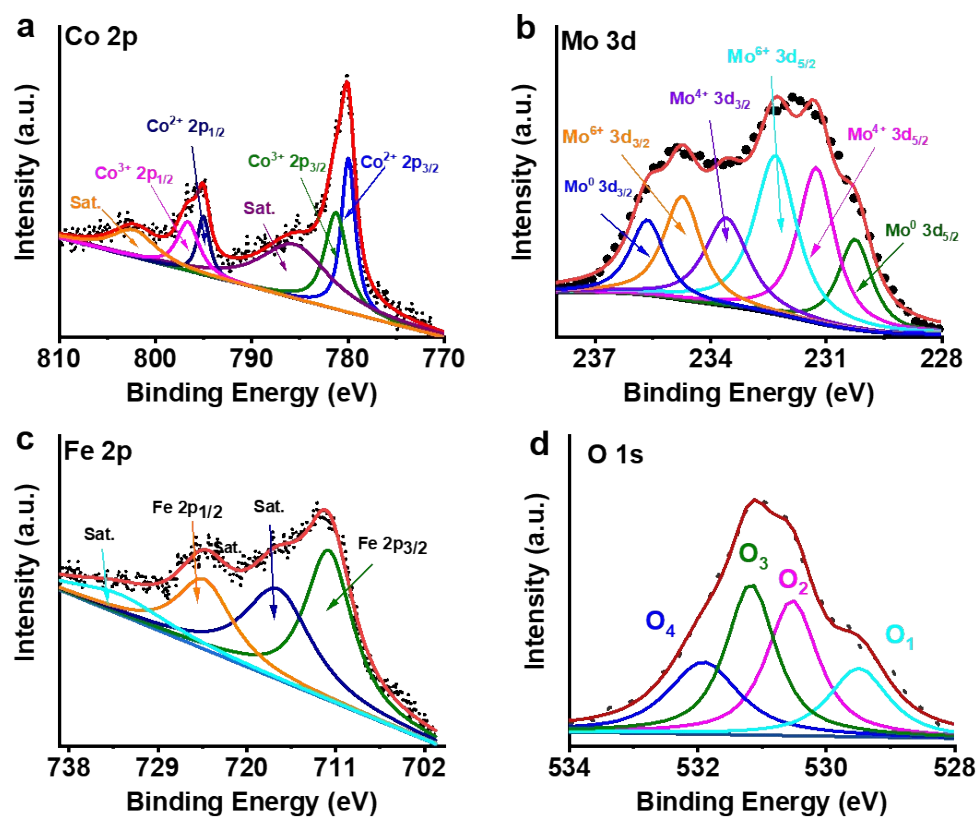 a
Co 2p
Co²⁺ 2p₁/₂
Co³⁺ 2p₃/₂
Co²⁺ 2p₃/₂
Co³⁺ 2p₁/₂
Sat.
Sat.
Intensity (a.u.)
810 800 790 780 770
Binding Energy (eV)
b
Mo 3d
Mo⁶⁺ 3d₅/₂
Mo⁴⁺ 3d₃/₂
Mo⁶⁺ 3d₃/₂
Mo⁴⁺ 3d₅/₂
Mo⁰ 3d₃/₂
Mo⁰ 3d₅/₂
Intensity (a.u.)
237 234 231 228
Binding Energy (eV)
c
Fe 2p
Fe 2p₁/₂
Sat.
Sat.
Sat.
Fe 2p₃/₂
Intensity (a.u.)
738 729 720 711 702
Binding Energy (eV)
d
O 1s
O₃
O₂
O₄
O₁
Intensity (a.u.)
534 532 530 528
Binding Energy (eV)